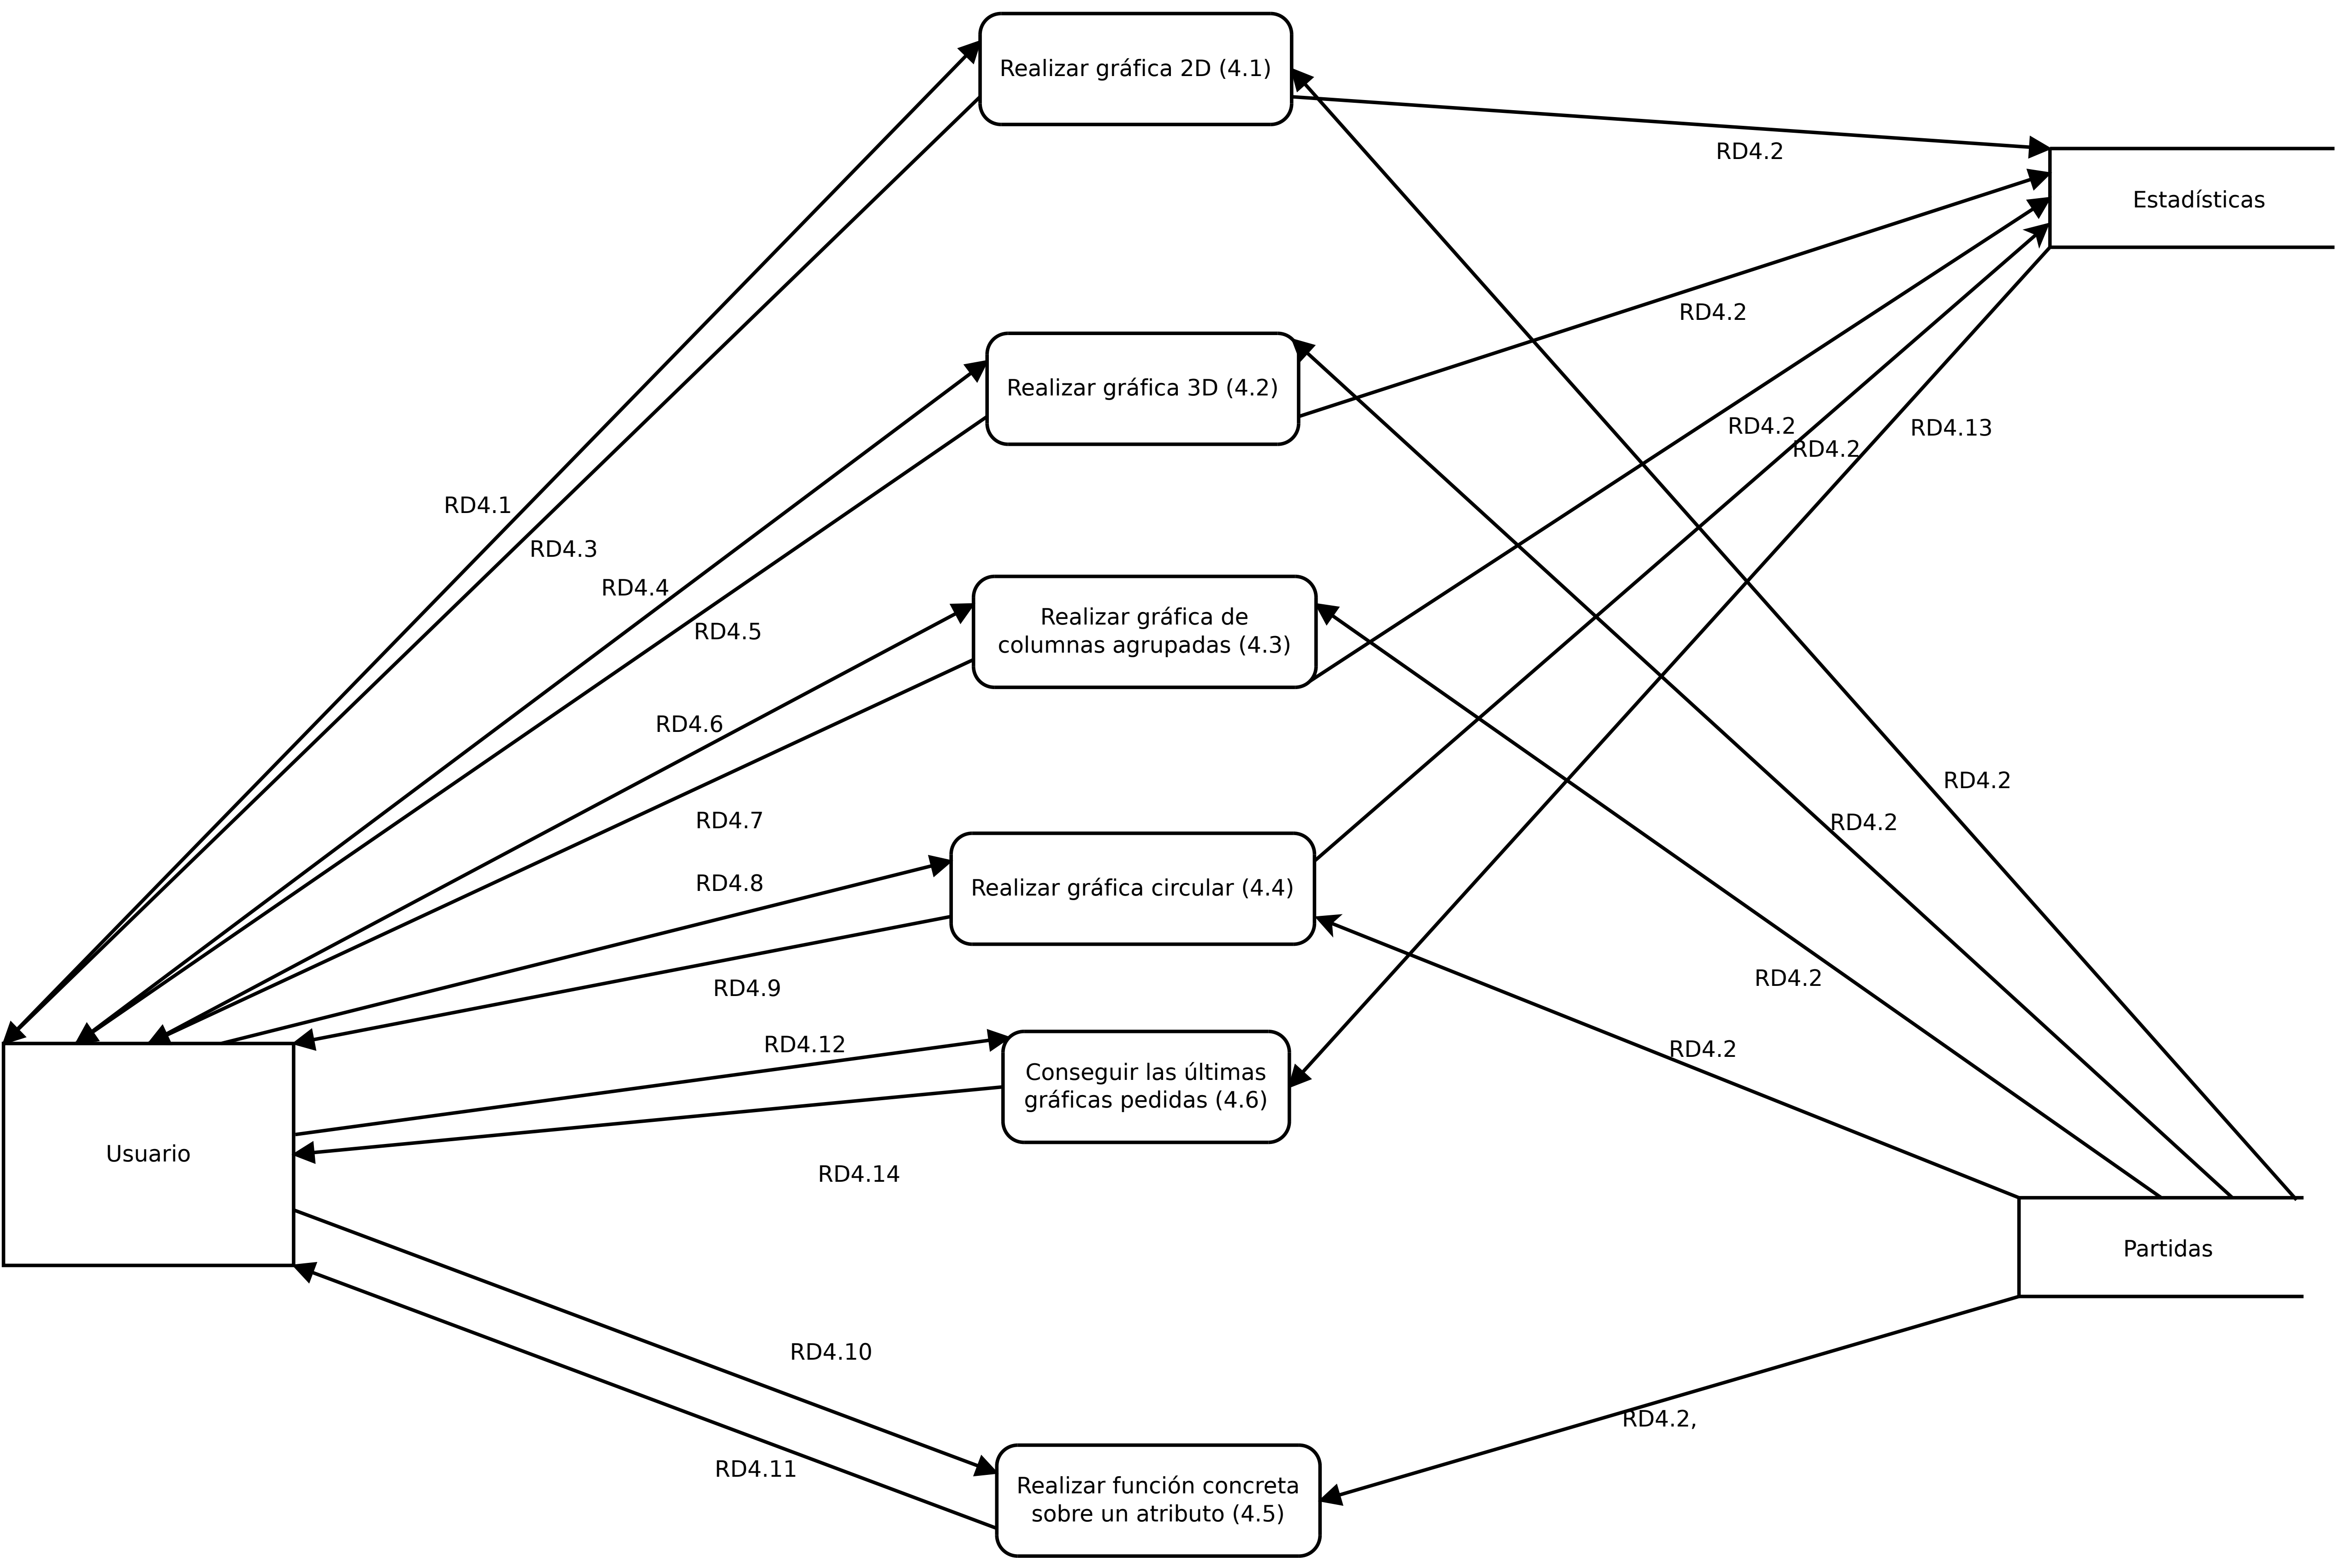 Realizar gráfica 2D (4.1)
RD4.2
Estadísticas
RD4.2
Realizar gráfica 3D (4.2)
RD4.2
RD4.13
RD4.2
RD4.1
RD4.3
RD4.4
RD4.5
Realizar gráfica de
columnas agrupadas (4.3)
RD4.6
RD4.2
RD4.7
RD4.2
RD4.8
Realizar gráfica circular (4.4)
RD4.2
RD4.9
RD4.12
RD4.2
Conseguir las últimas
gráficas pedidas (4.6)
Usuario
RD4.14
Partidas
RD4.10
RD4.2,
RD4.11
Realizar función concreta
sobre un atributo (4.5)